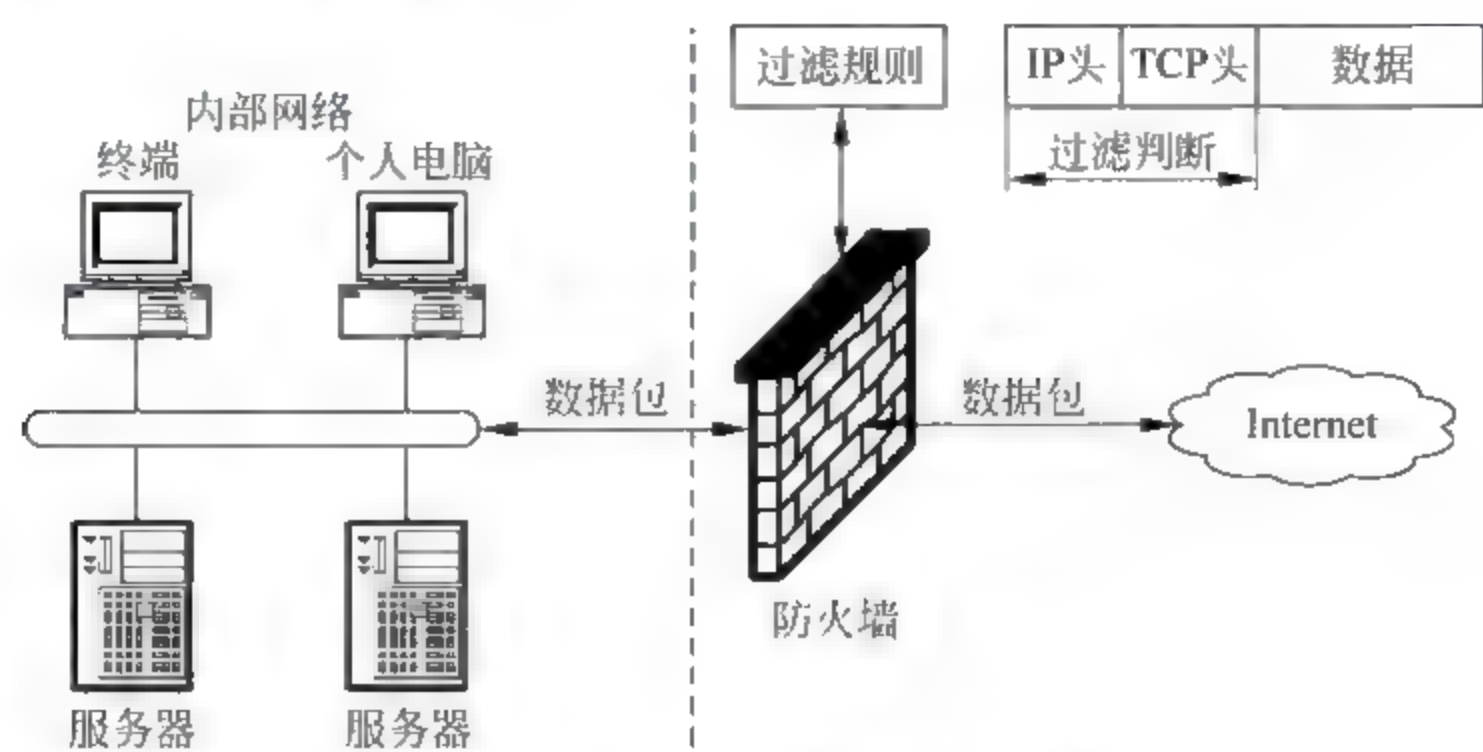 过滤规则
IP头 TCP头 数据
过滤判断
内部网络
终端 个人电脑
数据包 数据包
Internet
防火墙
服务器 服务器